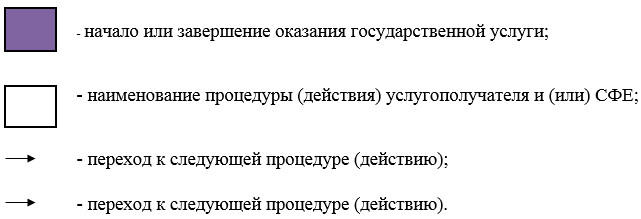 - начало или завершение оказания государственной услуги;
- наименование процедуры (действия) услугополучателя и (или) СФЕ;
- переход к следующей процедуре (действию);
- переход к следующей процедуре (действию).